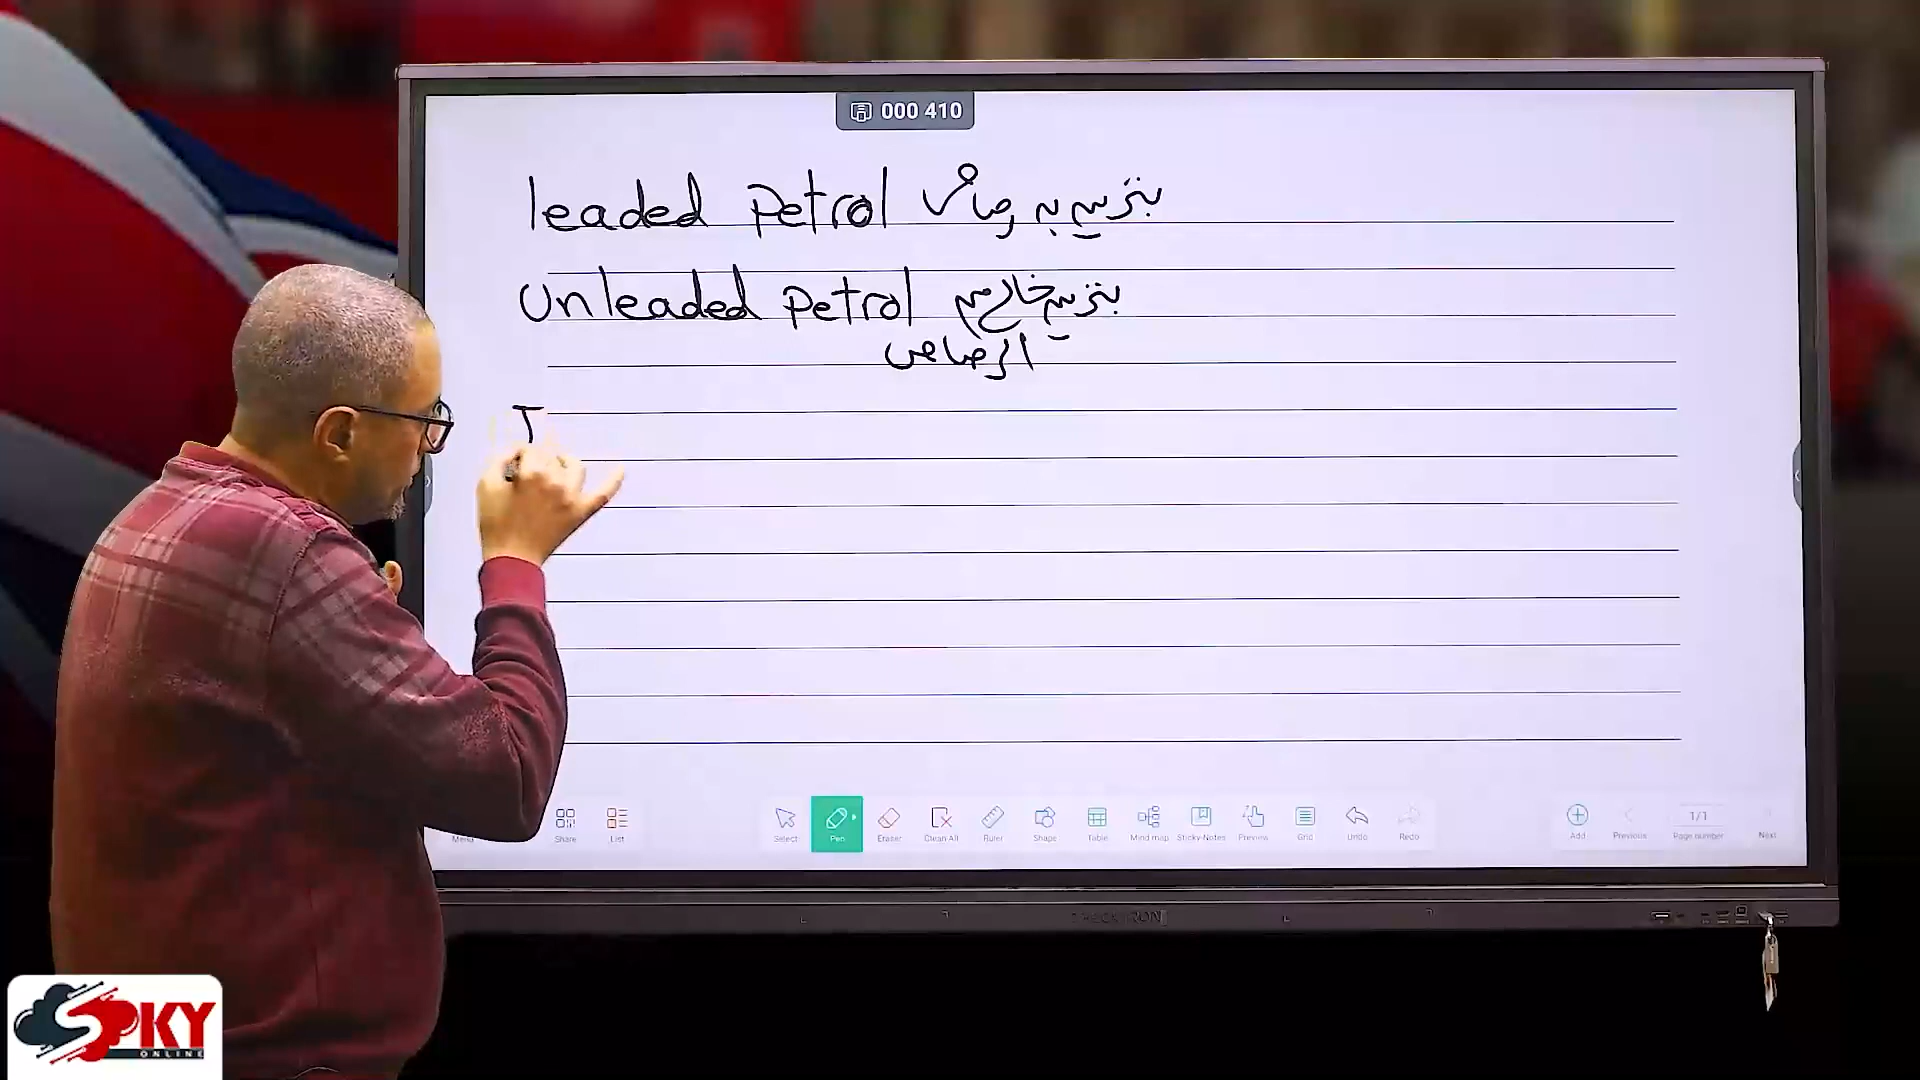 000 410
leaded petrol بنزين به رصاص
Unleaded petrol بنزين خالي من
الرصاص
I
Menu Share List Select Pen Eraser Clean All Ruler Shape Table Mind map Sticky-Notes Preview Grid Undo Redo Add Previous 1/1 Page number Next
SPKY
ONLINE